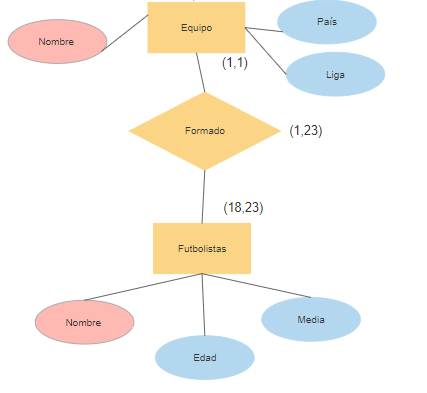 País
Equipo
Nombre
(1,1)
Liga
Formado
(1,23)
(18,23)
Futbolistas
Nombre
Media
Edad